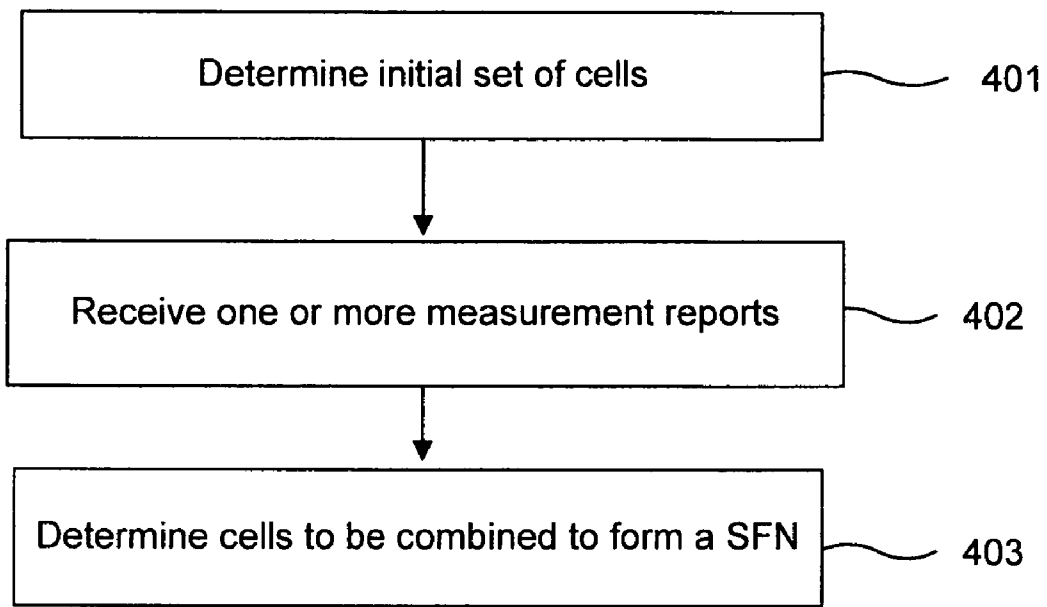 Determine initial set of cells
401
Receive one or more measurement reports
402
Determine cells to be combined to form a SFN
403